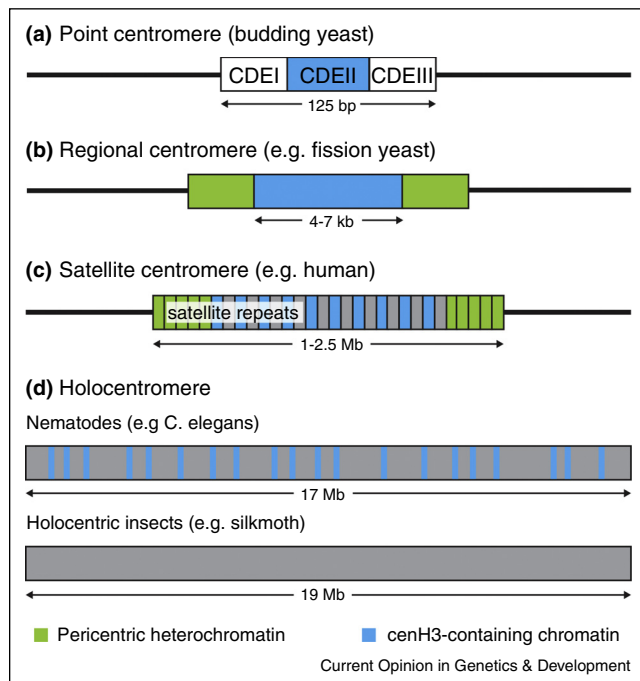 (a) Point centromere (budding yeast)
CDEI CDEII CDEIII
125 bp
(b) Regional centromere (e.g. fission yeast)
4-7 kb
(c) Satellite centromere (e.g. human)
satellite repeats
1-2.5 Mb
(d) Holocentromere
Nematodes (e.g C. elegans)
17 Mb
Holocentric insects (e.g. silkmoth)
19 Mb
Pericentric heterochromatin cenH3-containing chromatin
Current Opinion in Genetics & Development